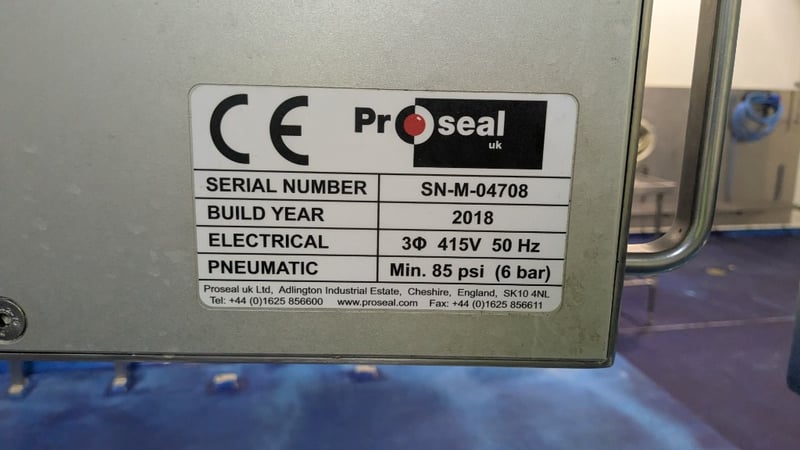 CE Proseal
uk
SERIAL NUMBER SN-M-04708
BUILD YEAR 2018
ELECTRICAL 3Φ 415V 50 Hz
PNEUMATIC Min. 85 psi (6 bar)
Proseal uk Ltd, Adlington Industrial Estate, Cheshire, England, SK10 4NL
Tel: +44 (0)1625 856600 www.proseal.com Fax: +44 (0)1625 856611